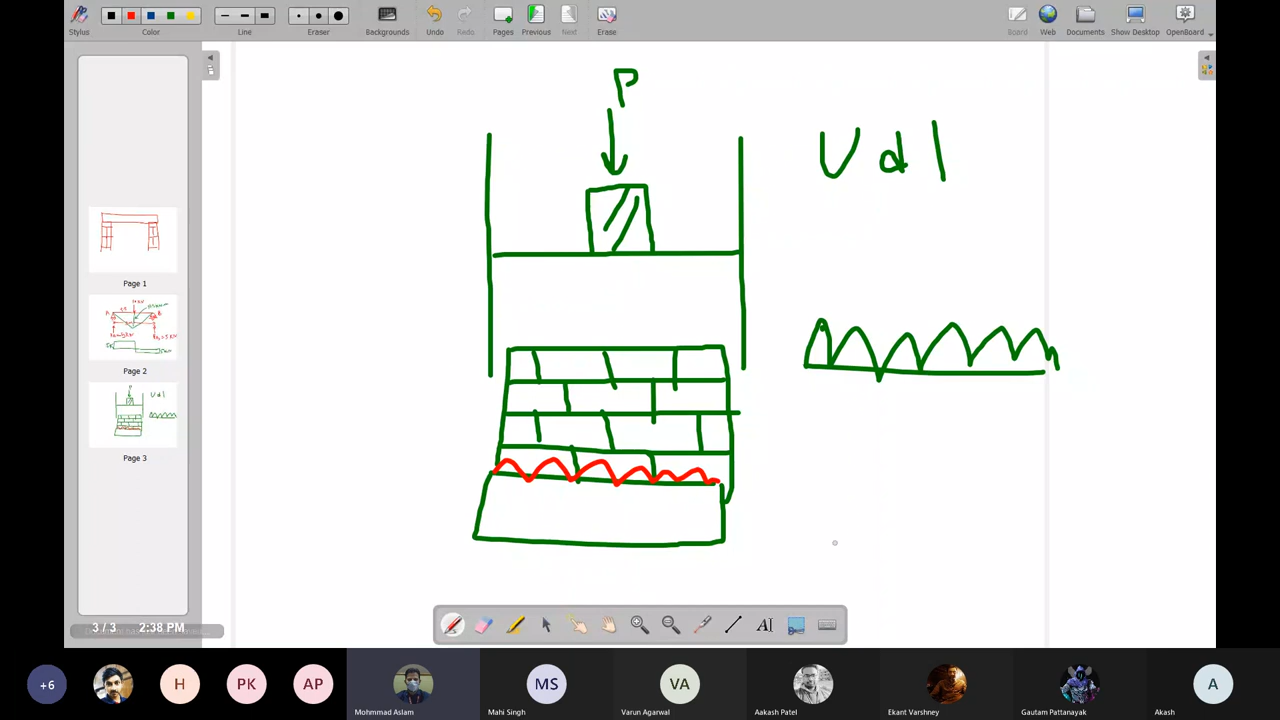 Stylus
Color
Line
Eraser
Backgrounds
Undo
Redo
Pages
Previous
Next
Erase
Board
Web
Documents
Show Desktop
OpenBoard
P
Udl
Page 1
Page 2
Page 3
3 / 3 2:38 PM
+6
H
PK
AP
Mohmmad Aslam
MS
Mahi Singh
VA
Varun Agarwal
Aakash Patel
Ekant Varshney
Gautam Pattanayak
A
Akash